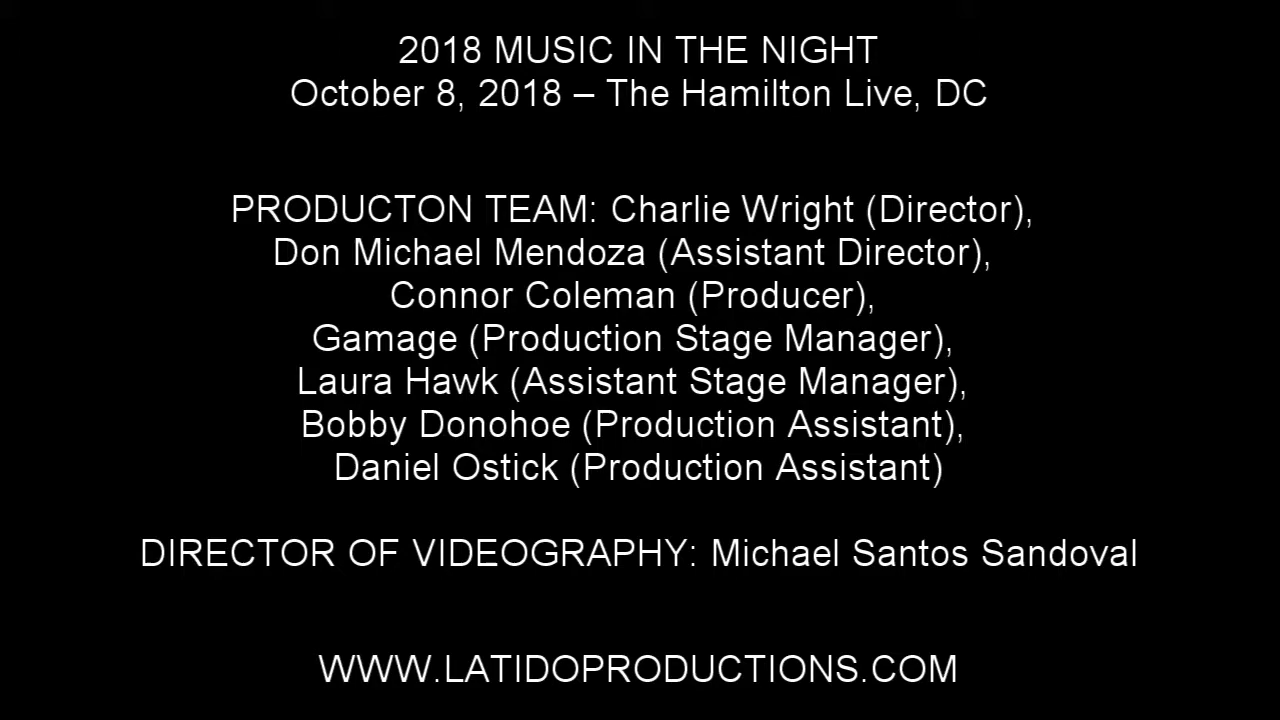 2018 MUSIC IN THE NIGHT
October 8, 2018 – The Hamilton Live, DC
PRODUCTON TEAM: Charlie Wright (Director),
Don Michael Mendoza (Assistant Director),
Connor Coleman (Producer),
Gamage (Production Stage Manager),
Laura Hawk (Assistant Stage Manager),
Bobby Donohoe (Production Assistant),
Daniel Ostick (Production Assistant)
DIRECTOR OF VIDEOGRAPHY: Michael Santos Sandoval
WWW.LATIDOPRODUCTIONS.COM